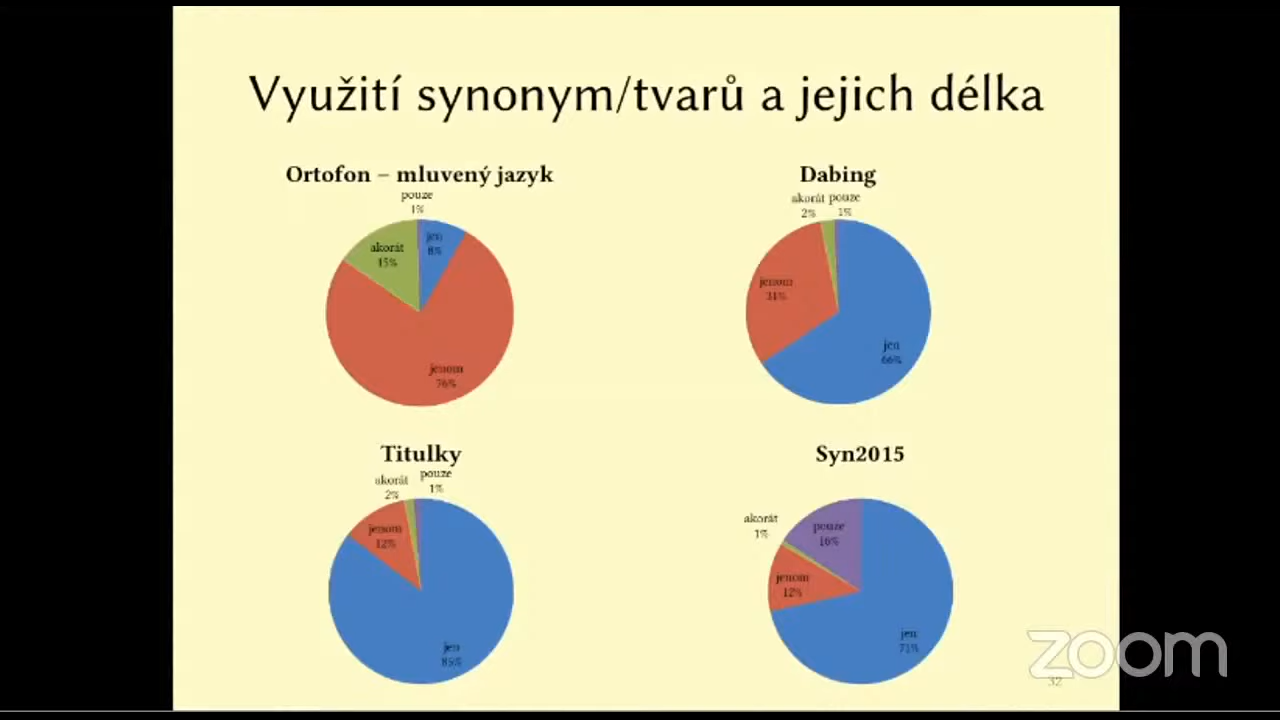 Využití synonym/tvarů a jejich délka
Ortofon – mluvený jazyk
pouze
1%
jen
8%
akorát
15%
jenom
76%
Dabing
akorát pouze
2% 1%
jenom
31%
jen
66%
Titulky
akorát
2%
pouze
1%
jenom
12%
jen
85%
Syn2015
akorát
1%
pouze
16%
jenom
12%
jen
71%
zoom
32